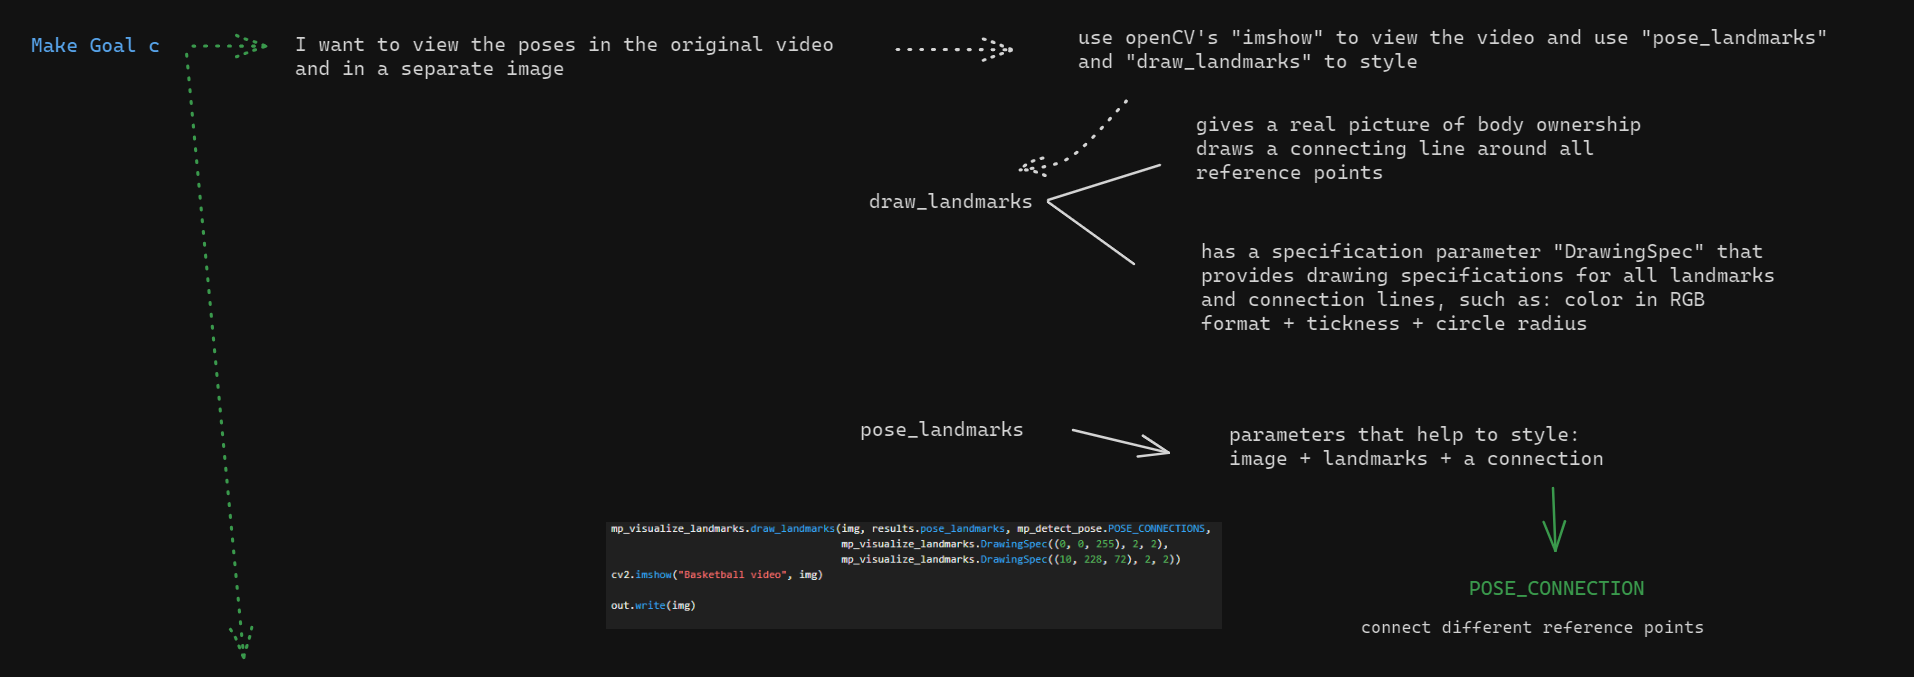 Make Goal c
I want to view the poses in the original video
and in a separate image
use openCV's "imshow" to view the video and use "pose_landmarks"
and "draw_landmarks" to style
gives a real picture of body ownership
draws a connecting line around all
reference points
draw_landmarks
has a specification parameter "DrawingSpec" that
provides drawing specifications for all landmarks
and connection lines, such as: color in RGB
format + tickness + circle radius
pose_landmarks
parameters that help to style:
image + landmarks + a connection
mp_visualize_landmarks.draw_landmarks(img, results.pose_landmarks, mp_detect_pose.POSE_CONNECTIONS,
mp_visualize_landmarks.DrawingSpec((0, 0, 255), 2, 2),
mp_visualize_landmarks.DrawingSpec((10, 228, 72), 2, 2))
cv2.imshow("Basketball video", img)
out.write(img)
POSE_CONNECTION
connect different reference points